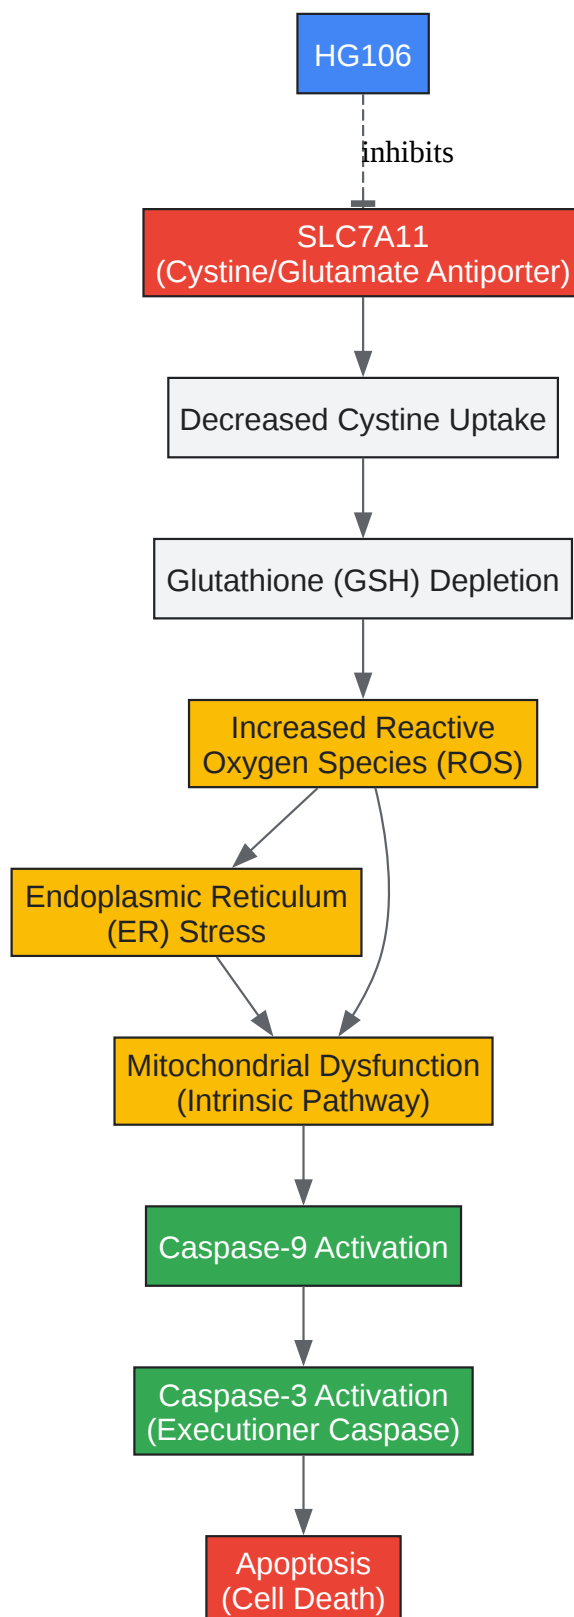 HG106
inhibits
SLC7A11
(Cystine/Glutamate Antiporter)
Decreased Cystine Uptake
Glutathione (GSH) Depletion
Increased Reactive
Oxygen Species (ROS)
Endoplasmic Reticulum
(ER) Stress
Mitochondrial Dysfunction
(Intrinsic Pathway)
Caspase-9 Activation
Caspase-3 Activation
(Executioner Caspase)
Apoptosis
(Cell Death)